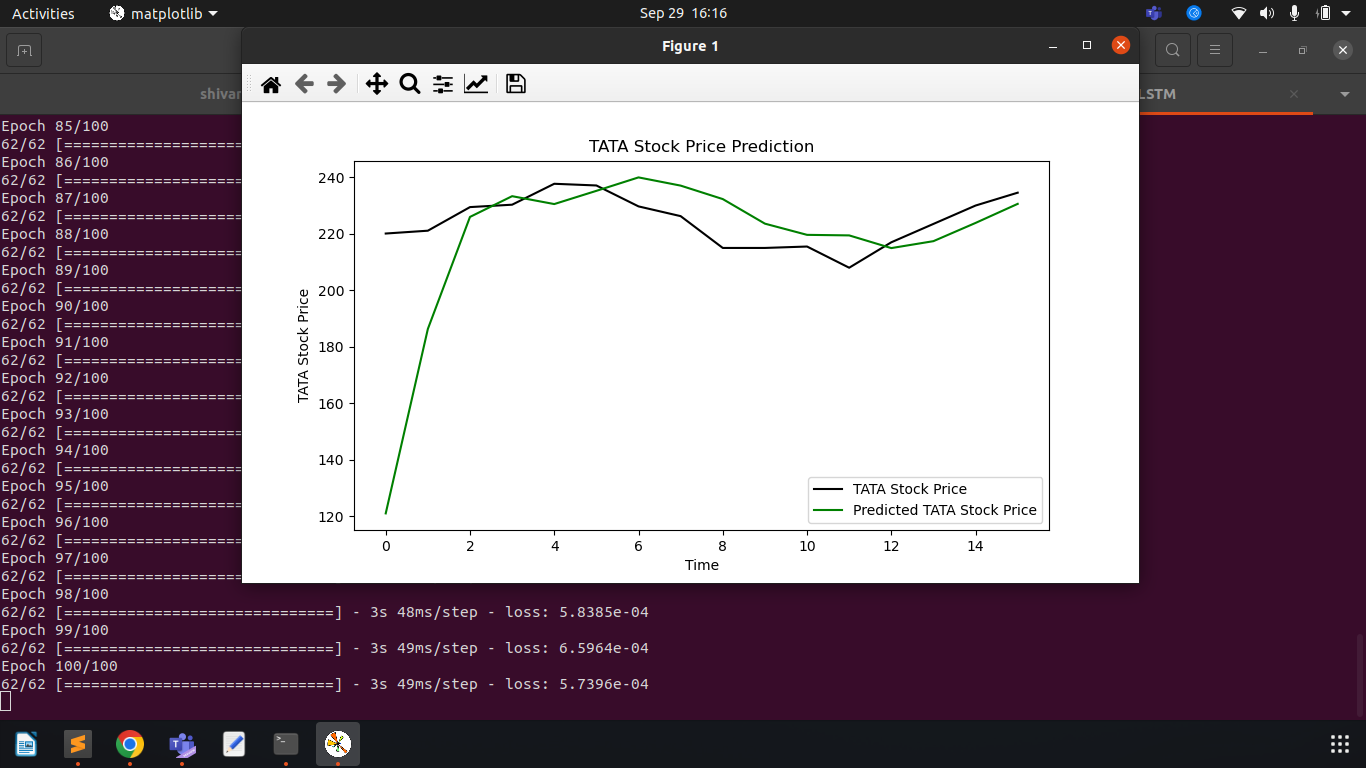 Activities matplotlib Sep 29 16:16
Figure 1
shivar
LSTM
TATA Stock Price Prediction
TATA Stock Price
240
220
200
180
160
140
120
0 2 4 6 8 10 12 14
Time
TATA Stock Price
Predicted TATA Stock Price
Epoch 85/100
62/62 [====================
Epoch 86/100
62/62 [====================
Epoch 87/100
62/62 [====================
Epoch 88/100
62/62 [====================
Epoch 89/100
62/62 [====================
Epoch 90/100
62/62 [====================
Epoch 91/100
62/62 [====================
Epoch 92/100
62/62 [====================
Epoch 93/100
62/62 [====================
Epoch 94/100
62/62 [====================
Epoch 95/100
62/62 [====================
Epoch 96/100
62/62 [====================
Epoch 97/100
62/62 [====================
Epoch 98/100
62/62 [==============================] - 3s 48ms/step - loss: 5.8385e-04
Epoch 99/100
62/62 [==============================] - 3s 49ms/step - loss: 6.5964e-04
Epoch 100/100
62/62 [==============================] - 3s 49ms/step - loss: 5.7396e-04